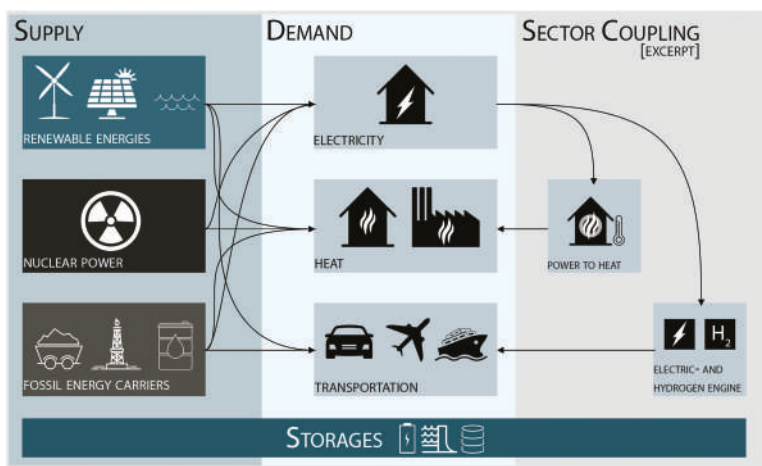 SUPPLY
DEMAND
SECTOR COUPLING
[EXCERPT]
RENEWABLE ENERGIES
ELECTRICITY
NUCLEAR POWER
HEAT
POWER TO HEAT
FOSSIL ENERGY CARRIERS
TRANSPORTATION
H2
ELECTRIC- AND
HYDROGEN ENGINE
STORAGES